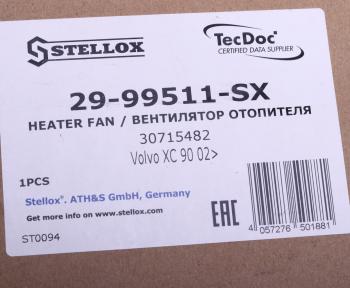 STELLOX
TecDoc
CERTIFIED DATA SUPPLIER
29-99511-SX
HEATER FAN / ВЕНТИЛЯТОР ОТОПИТЕЛЯ
30715482
Volvo XC 90 02>
1PCS
Stellox®. ATH&S GmbH, Germany
Get more info on www.stellox.com
EAC
ST0094
4 057276 501881